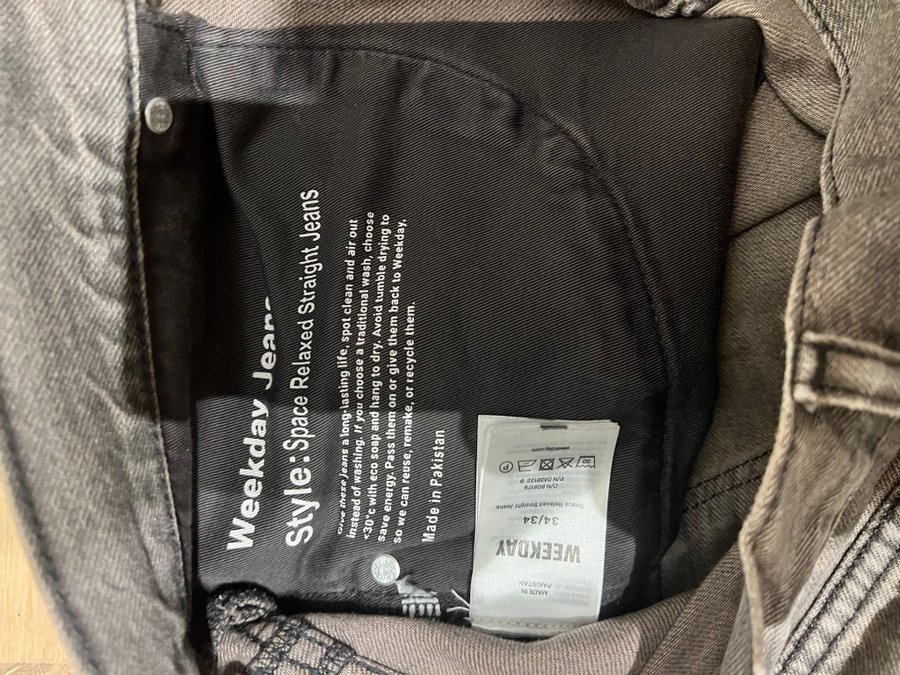 Weekday Jeans
Style: Space Relaxed Straight Jeans
Give these jeans a long-lasting life, spot clean and air out
instead of washing. If you choose a traditional wash, choose
<30°c with eco soap and hang to dry. Avoid tumble drying to
save energy. Pass them on or give them back to Weekday,
so we can reuse, remake, or recycle them.
Made in Pakistan
MADE IN
PAKISTAN
WEEKDAY
34/34
Space Relaxed Straight Jeans
O/N 808179
P/N 0328122 9
30
P
weekday.com